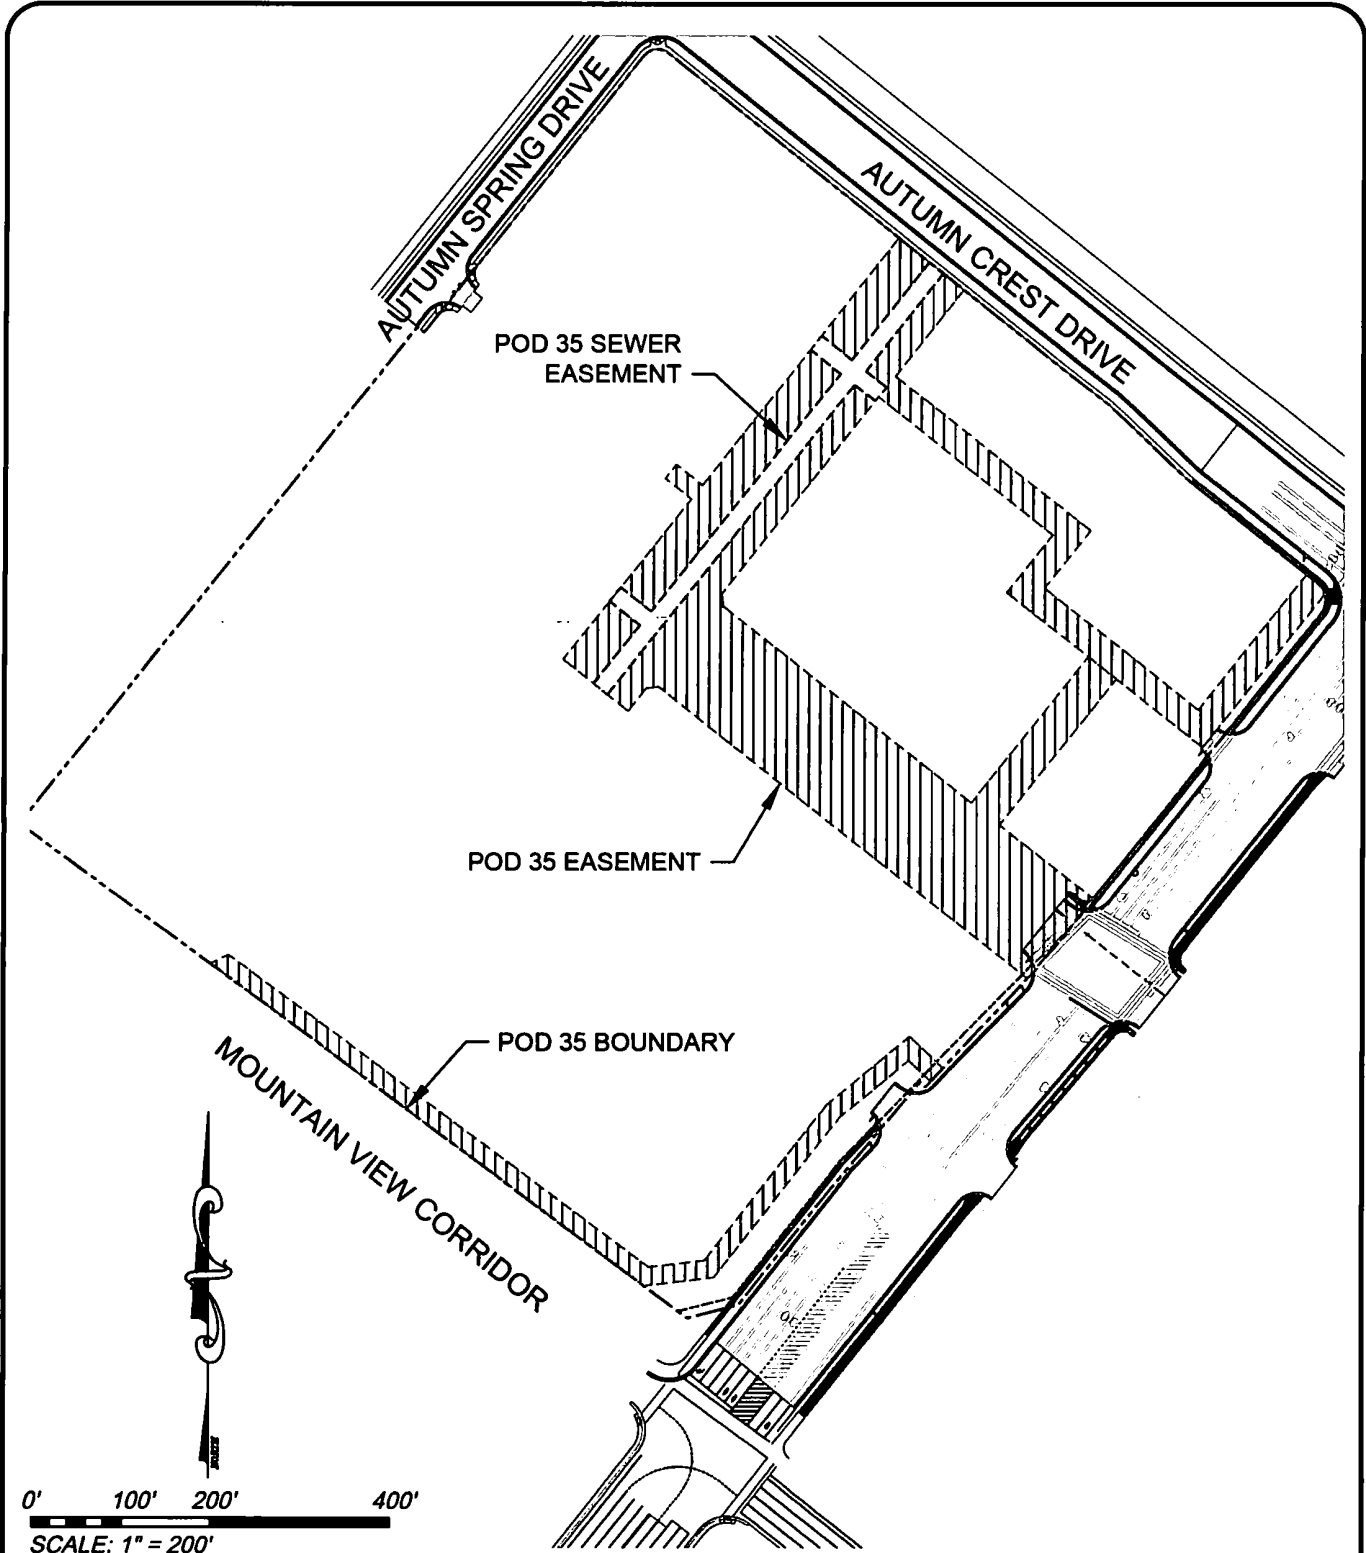 AUTUMN SPRING DRIVE
AUTUMN CREST DRIVE
POD 35 SEWER
EASEMENT
POD 35 EASEMENT
POD 35 BOUNDARY
MOUNTAIN VIEW CORRIDOR
NORTH
0' 100' 200' 400'
SCALE: 1" = 200'